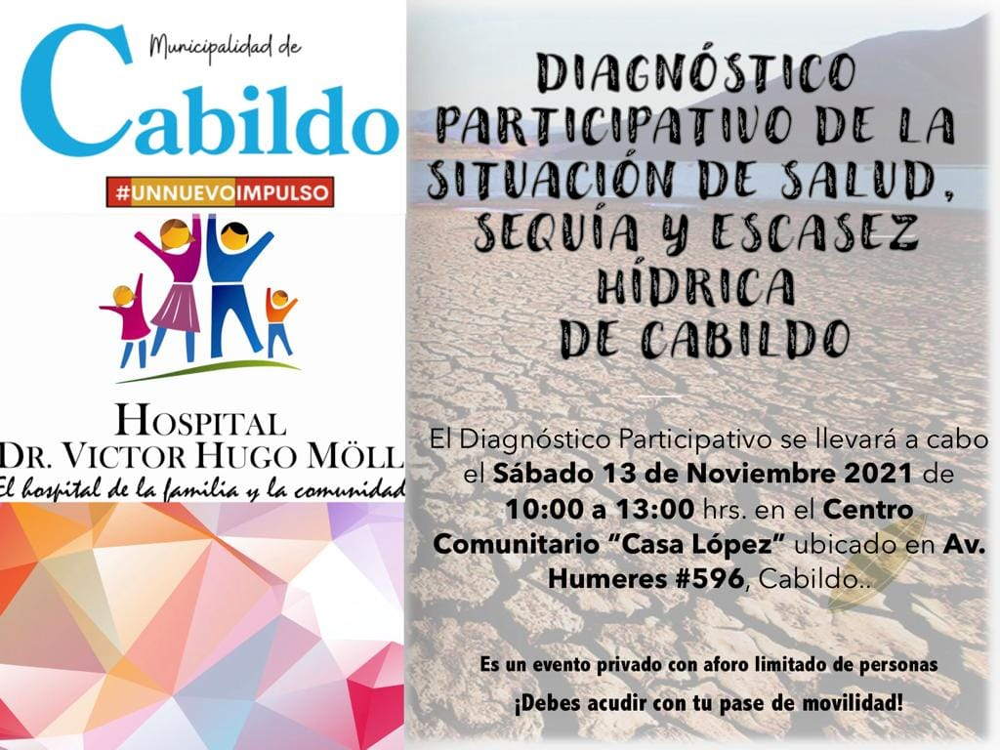 Municipalidad de
Cabildo
#UNNUEVOIMPULSO
HOSPITAL
DR. VICTOR HUGO MÖLL
El hospital de la familia y la comunidad
DIAGNÓSTICO
PARTICIPATIVO DE LA
SITUACIÓN DE SALUD,
SEQUÍA Y ESCASEZ
HÍDRICA
DE CABILDO
El Diagnóstico Participativo se llevará a cabo
el Sábado 13 de Noviembre 2021 de
10:00 a 13:00 hrs. en el Centro
Comunitario “Casa López” ubicado en Av.
Humeres #596, Cabildo..
Es un evento privado con aforo limitado de personas
¡Debes acudir con tu pase de movilidad!